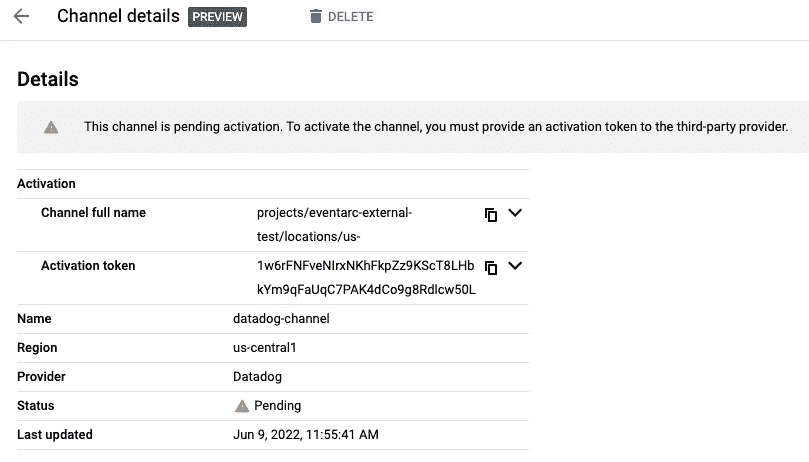 Channel details PREVIEW DELETE
Details
This channel is pending activation. To activate the channel, you must provide an activation token to the third-party provider.
Activation
Channel full name projects/eventarc-external-
test/locations/us-
Activation token 1w6rFNFveNIrxNKhFkpZz9KScT8LHb
kYm9qFaUqC7PAK4dCo9g8Rdlcw50L
Name datadog-channel
Region us-central1
Provider Datadog
Status Pending
Last updated Jun 9, 2022, 11:55:41 AM